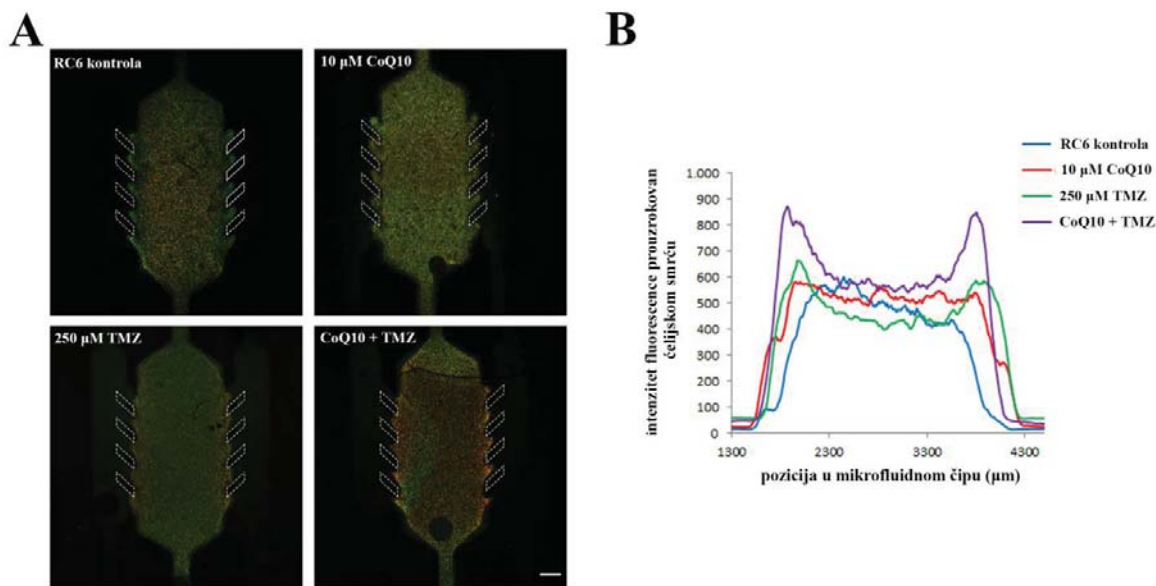 A
RC6 kontrola
10 µM CoQ10
250 µM TMZ
CoQ10 + TMZ
B
RC6 kontrola
10 µM CoQ10
250 µM TMZ
CoQ10 + TMZ
intenzitet fluorescence prouzrokovan
ćelijskom smrću
1.000
900
800
700
600
500
400
300
200
100
0
1300
2300
3300
4300
pozicija u mikrofluidnom čipu (µm)